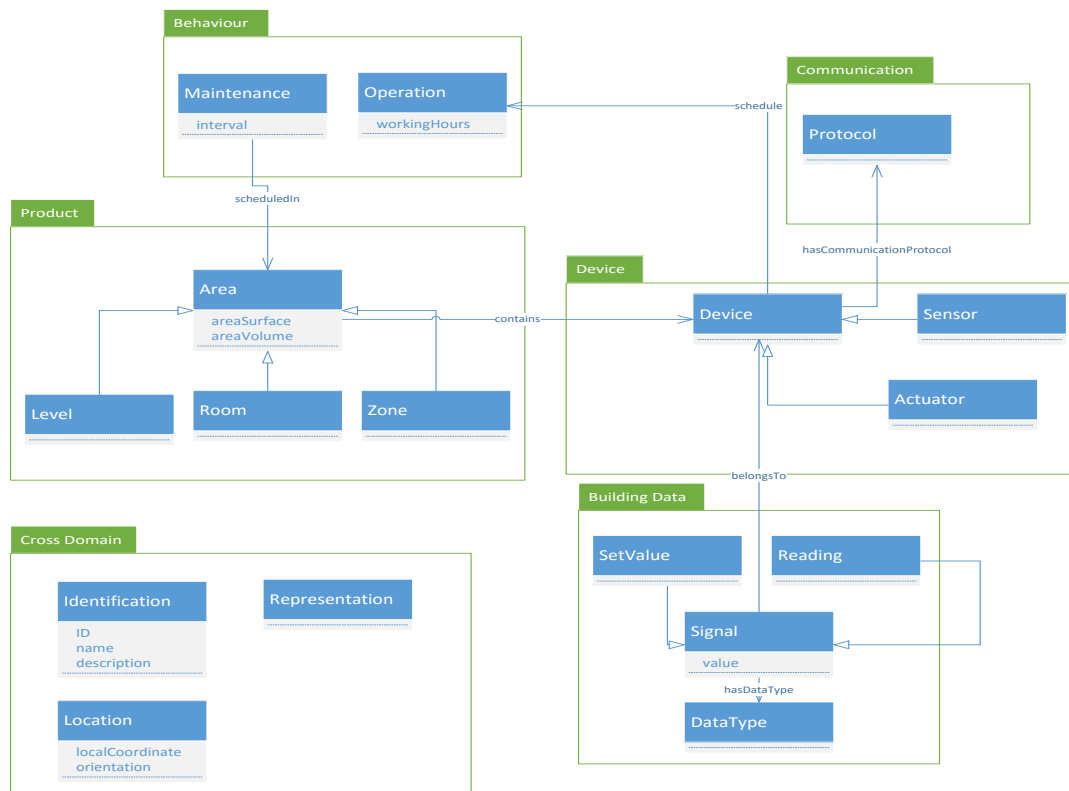 Behaviour
Maintenance
interval
Operation
workingHours
schedule
Communication
Protocol
hasCommunicationProtocol
scheduledIn
Product
Area
areaSurface
areaVolume
contains
Level
Room
Zone
Device
Device
Sensor
Actuator
belongsTo
Building Data
SetValue
Reading
Signal
value
hasDataType
DataType
Cross Domain
Identification
ID
name
description
Representation
Location
localCoordinate
orientation